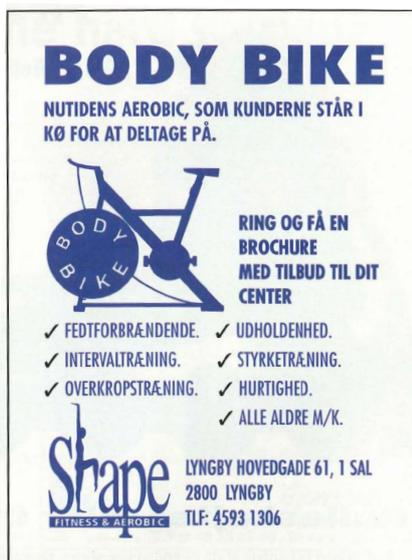 BODY BIKE
NUTIDENS AEROBIC, SOM KUNDERNE STÅR I
KØ FOR AT DELTAGE PÅ.
BODY
BIKE
RING OG FÅ EN
BROCHURE
MED TILBUD TIL DIT
CENTER
✓ FEDTFORBRÆNDENDE. ✓ UDHOLDENHED.
✓ INTERVALTRÆNING. ✓ STYRKETRÆNING.
✓ OVERKROPSTRÆNING. ✓ HURTIGHED.
✓ ALLE ALDRE M/K.
Shape
FITNESS & AEROBIC
LYNGBY HOVEDGADE 61, 1 SAL
2800 LYNGBY
TLF: 4593 1306